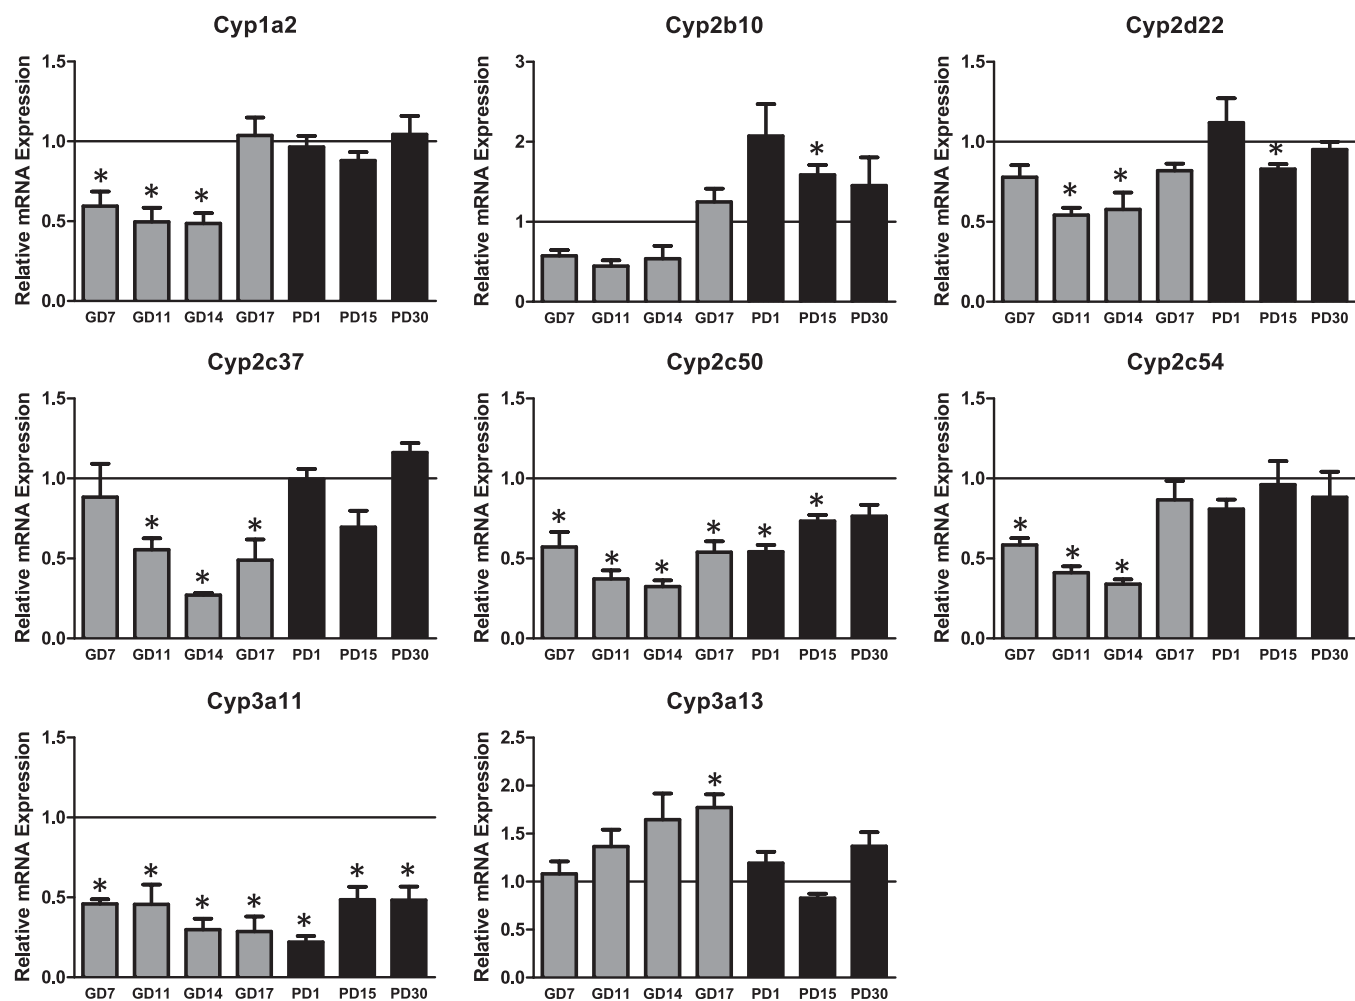 Cyp1a2
Relative mRNA Expression
1.5
1.0
0.5
0.0
*
*
*
GD7 GD11 GD14 GD17 PD1 PD15 PD30
Cyp2b10
Relative mRNA Expression
3
2
1
0
*
GD7 GD11 GD14 GD17 PD1 PD15 PD30
Cyp2d22
Relative mRNA Expression
1.5
1.0
0.5
0.0
*
*
*
GD7 GD11 GD14 GD17 PD1 PD15 PD30
Cyp2c37
Relative mRNA Expression
1.5
1.0
0.5
0.0
*
*
*
GD7 GD11 GD14 GD17 PD1 PD15 PD30
Cyp2c50
Relative mRNA Expression
1.5
1.0
0.5
0.0
*
*
*
*
*
*
GD7 GD11 GD14 GD17 PD1 PD15 PD30
Cyp2c54
Relative mRNA Expression
1.5
1.0
0.5
0.0
*
*
*
GD7 GD11 GD14 GD17 PD1 PD15 PD30
Cyp3a11
Relative mRNA Expression
1.5
1.0
0.5
0.0
*
*
*
*
*
*
*
GD7 GD11 GD14 GD17 PD1 PD15 PD30
Cyp3a13
Relative mRNA Expression
2.5
2.0
1.5
1.0
0.5
0.0
*
GD7 GD11 GD14 GD17 PD1 PD15 PD30